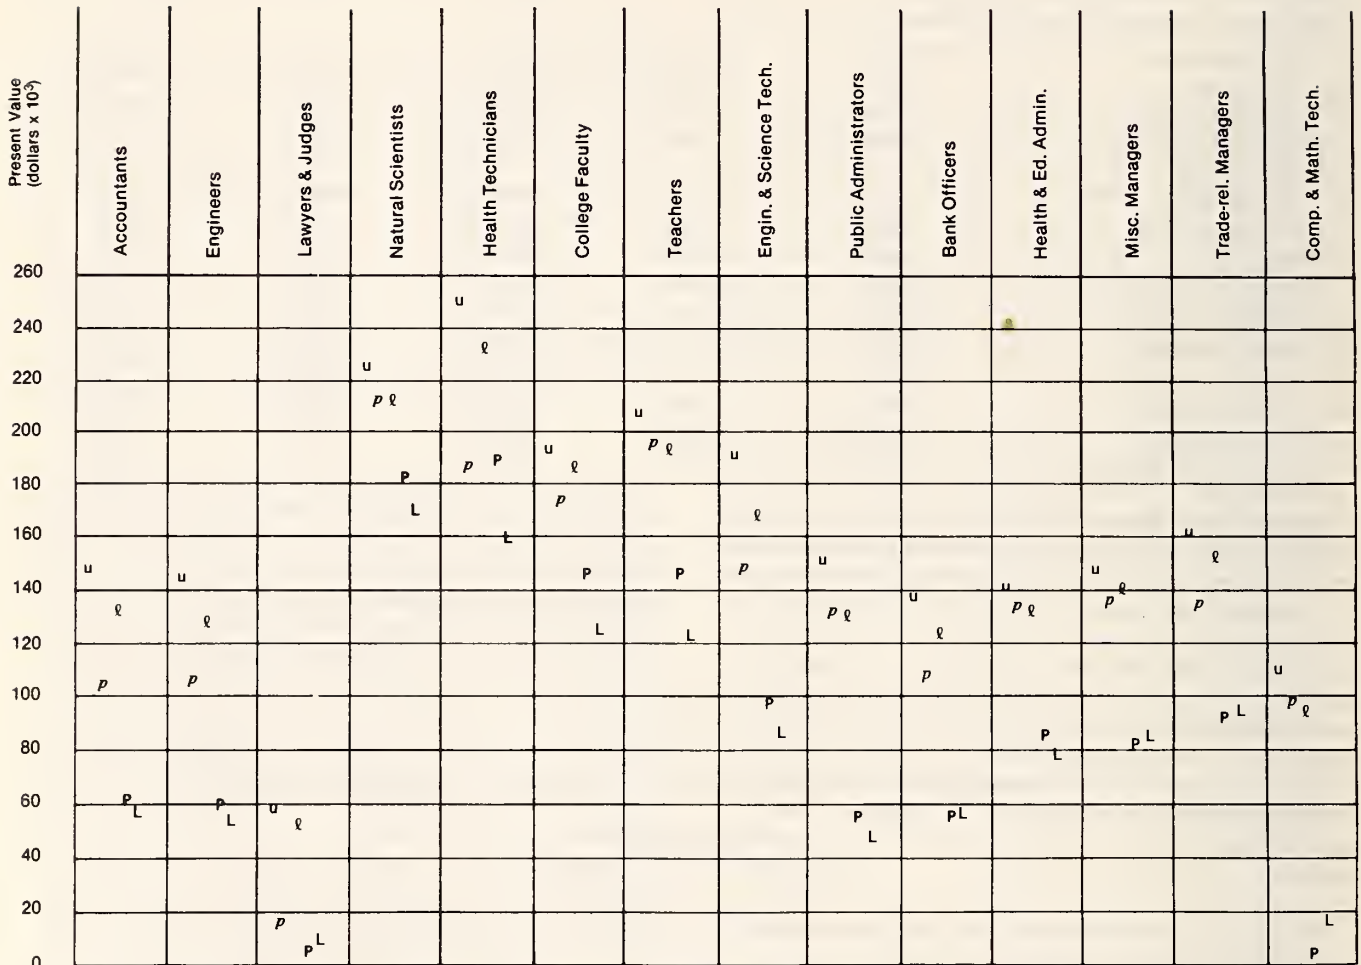 Present Value
(dollars x 10³)
Accountants
Engineers
Lawyers & Judges
Natural Scientists
Health Technicians
College Faculty
Teachers
Engin. & Science Tech.
Public Administrators
Bank Officers
Health & Ed. Admin.
Misc. Managers
Trade-rel. Managers
Comp. & Math. Tech.
260
u
240
ℓ
u
220
p ℓ
u
200
p ℓ
u ℓ p P u
180
P p
L ℓ
160
L u
u p u ℓ
u u P P u ℓ
140
u p ℓ p ℓ u p p
ℓ ℓ L L ℓ
120
p p p u
100
P p ℓ
L P P L P L
80
L
60
P L P L u P P L
ℓ L
40
20
p L
P L P
0